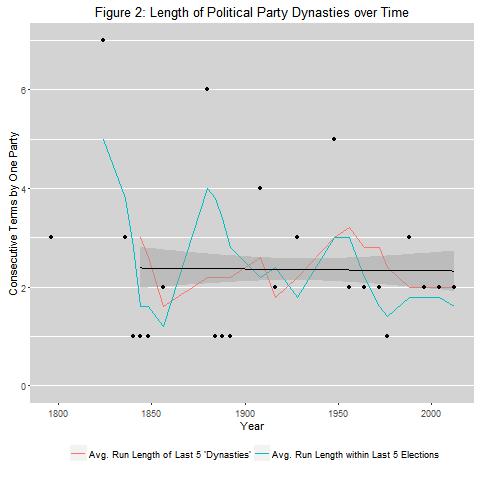 Figure 2: Length of Political Party Dynasties over Time
Consecutive Terms by One Party
6
4
2
0
1800 1850 1900 1950 2000
Year
Avg. Run Length of Last 5 'Dynasties' Avg. Run Length within Last 5 Elections